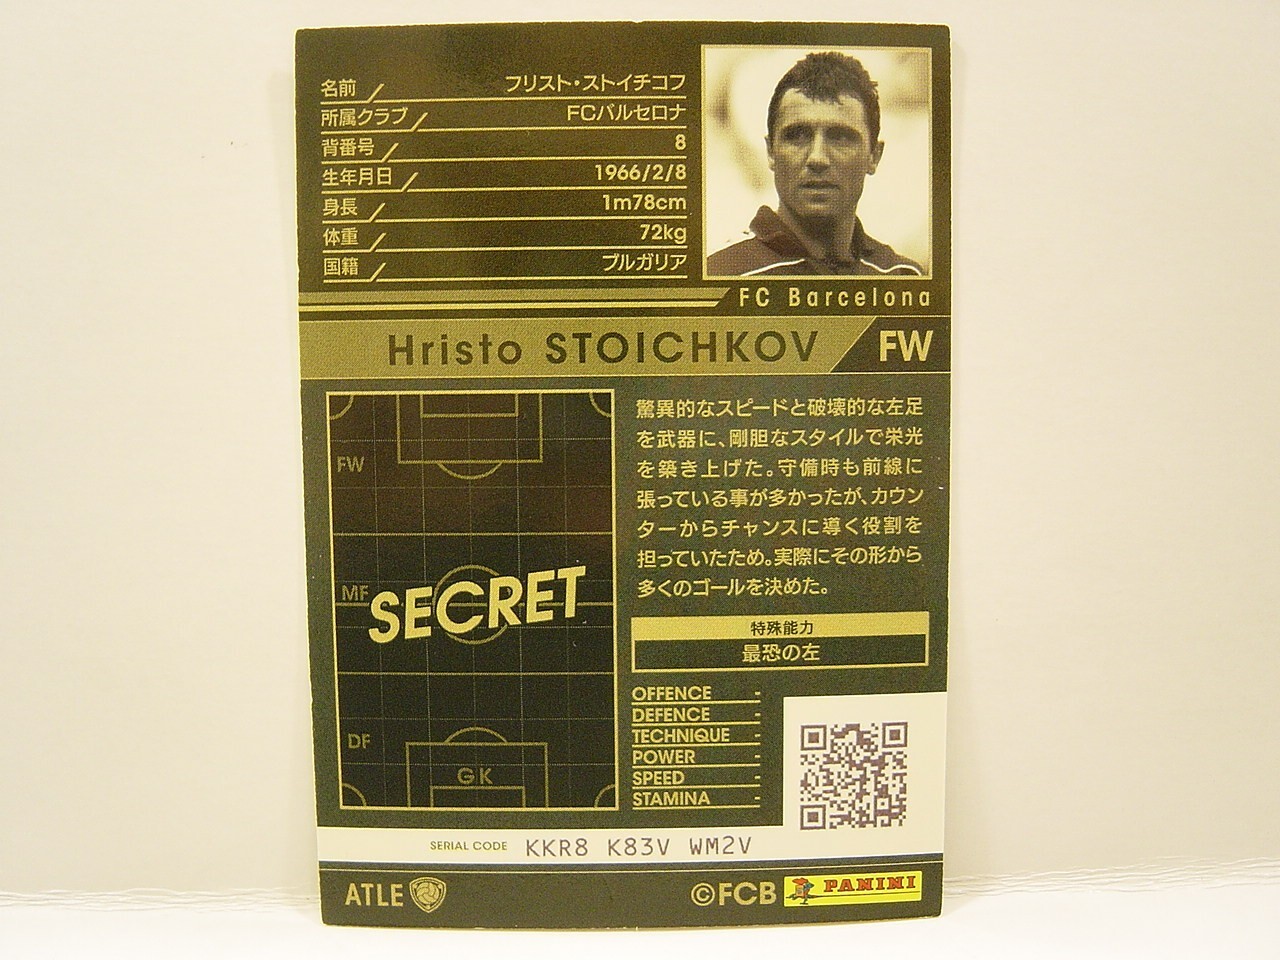 名前 フリスト・ストイチコフ
所属クラブ FCバルセロナ
背番号 8
生年月日 1966/2/8
身長 1m78cm
体重 72kg
国籍 ブルガリア
FC Barcelona
Hristo STOICHKOV FW
驚異的なスピードと破壊的な左足
を武器に、剛胆なスタイルで栄光
を築き上げた。守備時も前線に
張っている事が多かったが、カウン
ターからチャンスに導く役割を
担っていたため。実際にその形から
多くのゴールを決めた。
FW
MF
SECRET
DF
GK
特殊能力
最恐の左
OFFENCE -
DEFENCE -
TECHNIQUE -
POWER -
SPEED -
STAMINA -
SERIAL CODE KKR8 K83V WM2V
ATLE
©FCB PANINI